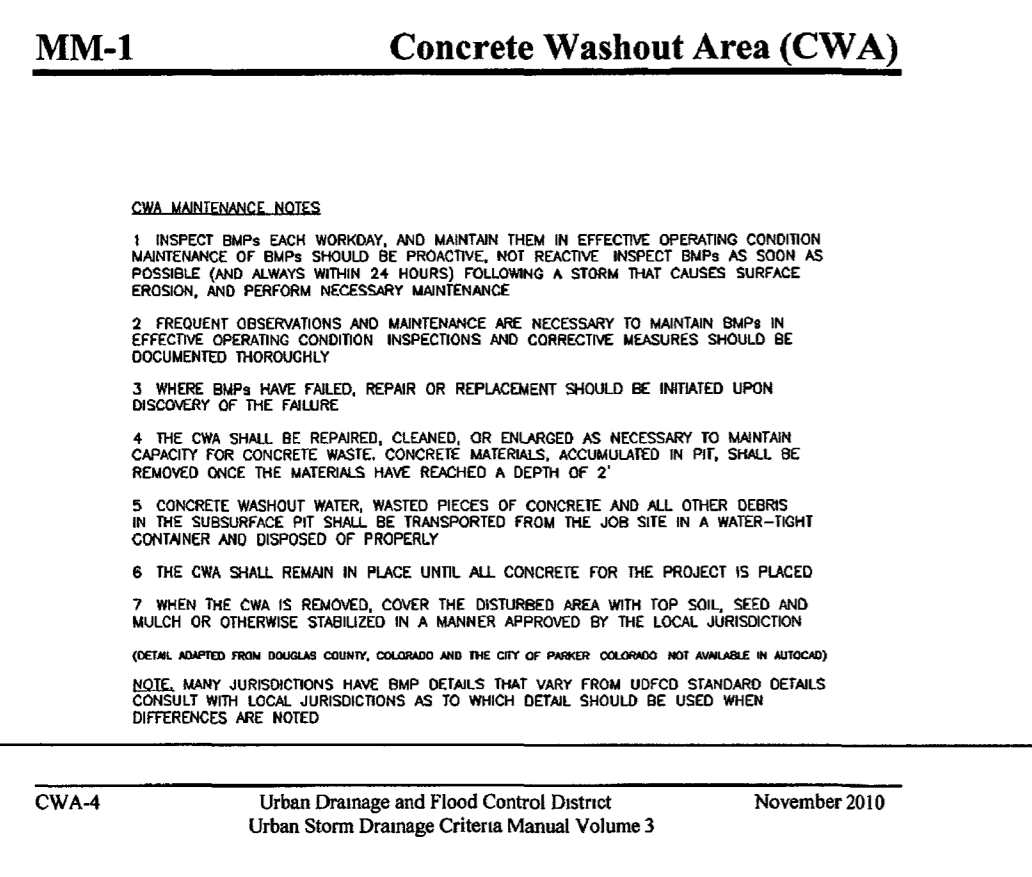 MM-1 Concrete Washout Area (CWA)
CWA MAINTENANCE NOTES
1 INSPECT BMPs EACH WORKDAY, AND MAINTAIN THEM IN EFFECTIVE OPERATING CONDITION
MAINTENANCE OF BMPs SHOULD BE PROACTIVE, NOT REACTIVE INSPECT BMPs AS SOON AS
POSSIBLE (AND ALWAYS WITHIN 24 HOURS) FOLLOWING A STORM THAT CAUSES SURFACE
EROSION, AND PERFORM NECESSARY MAINTENANCE
2 FREQUENT OBSERVATIONS AND MAINTENANCE ARE NECESSARY TO MAINTAIN BMPs IN
EFFECTIVE OPERATING CONDITION INSPECTIONS AND CORRECTIVE MEASURES SHOULD BE
DOCUMENTED THOROUGHLY
3 WHERE BMPs HAVE FAILED, REPAIR OR REPLACEMENT SHOULD BE INITIATED UPON
DISCOVERY OF THE FAILURE
4 THE CWA SHALL BE REPAIRED, CLEANED, OR ENLARGED AS NECESSARY TO MAINTAIN
CAPACITY FOR CONCRETE WASTE. CONCRETE MATERIALS, ACCUMULATED IN PIT, SHALL BE
REMOVED ONCE THE MATERIALS HAVE REACHED A DEPTH OF 2'
5 CONCRETE WASHOUT WATER, WASTED PIECES OF CONCRETE AND ALL OTHER DEBRIS
IN THE SUBSURFACE PIT SHALL BE TRANSPORTED FROM THE JOB SITE IN A WATER-TIGHT
CONTAINER AND DISPOSED OF PROPERLY
6 THE CWA SHALL REMAIN IN PLACE UNTIL ALL CONCRETE FOR THE PROJECT IS PLACED
7 WHEN THE CWA IS REMOVED, COVER THE DISTURBED AREA WITH TOP SOIL, SEED AND
MULCH OR OTHERWISE STABILIZED IN A MANNER APPROVED BY THE LOCAL JURISDICTION
(DETAIL ADAPTED FROM DOUGLAS COUNTY, COLORADO AND THE CITY OF PARKER COLORADO NOT AVAILABLE IN AUTOCAD)
NOTE. MANY JURISDICTIONS HAVE BMP DETAILS THAT VARY FROM UDFCD STANDARD DETAILS
CONSULT WITH LOCAL JURISDICTIONS AS TO WHICH DETAIL SHOULD BE USED WHEN
DIFFERENCES ARE NOTED
CWA-4 Urban Drainage and Flood Control District November 2010
Urban Storm Drainage Criteria Manual Volume 3